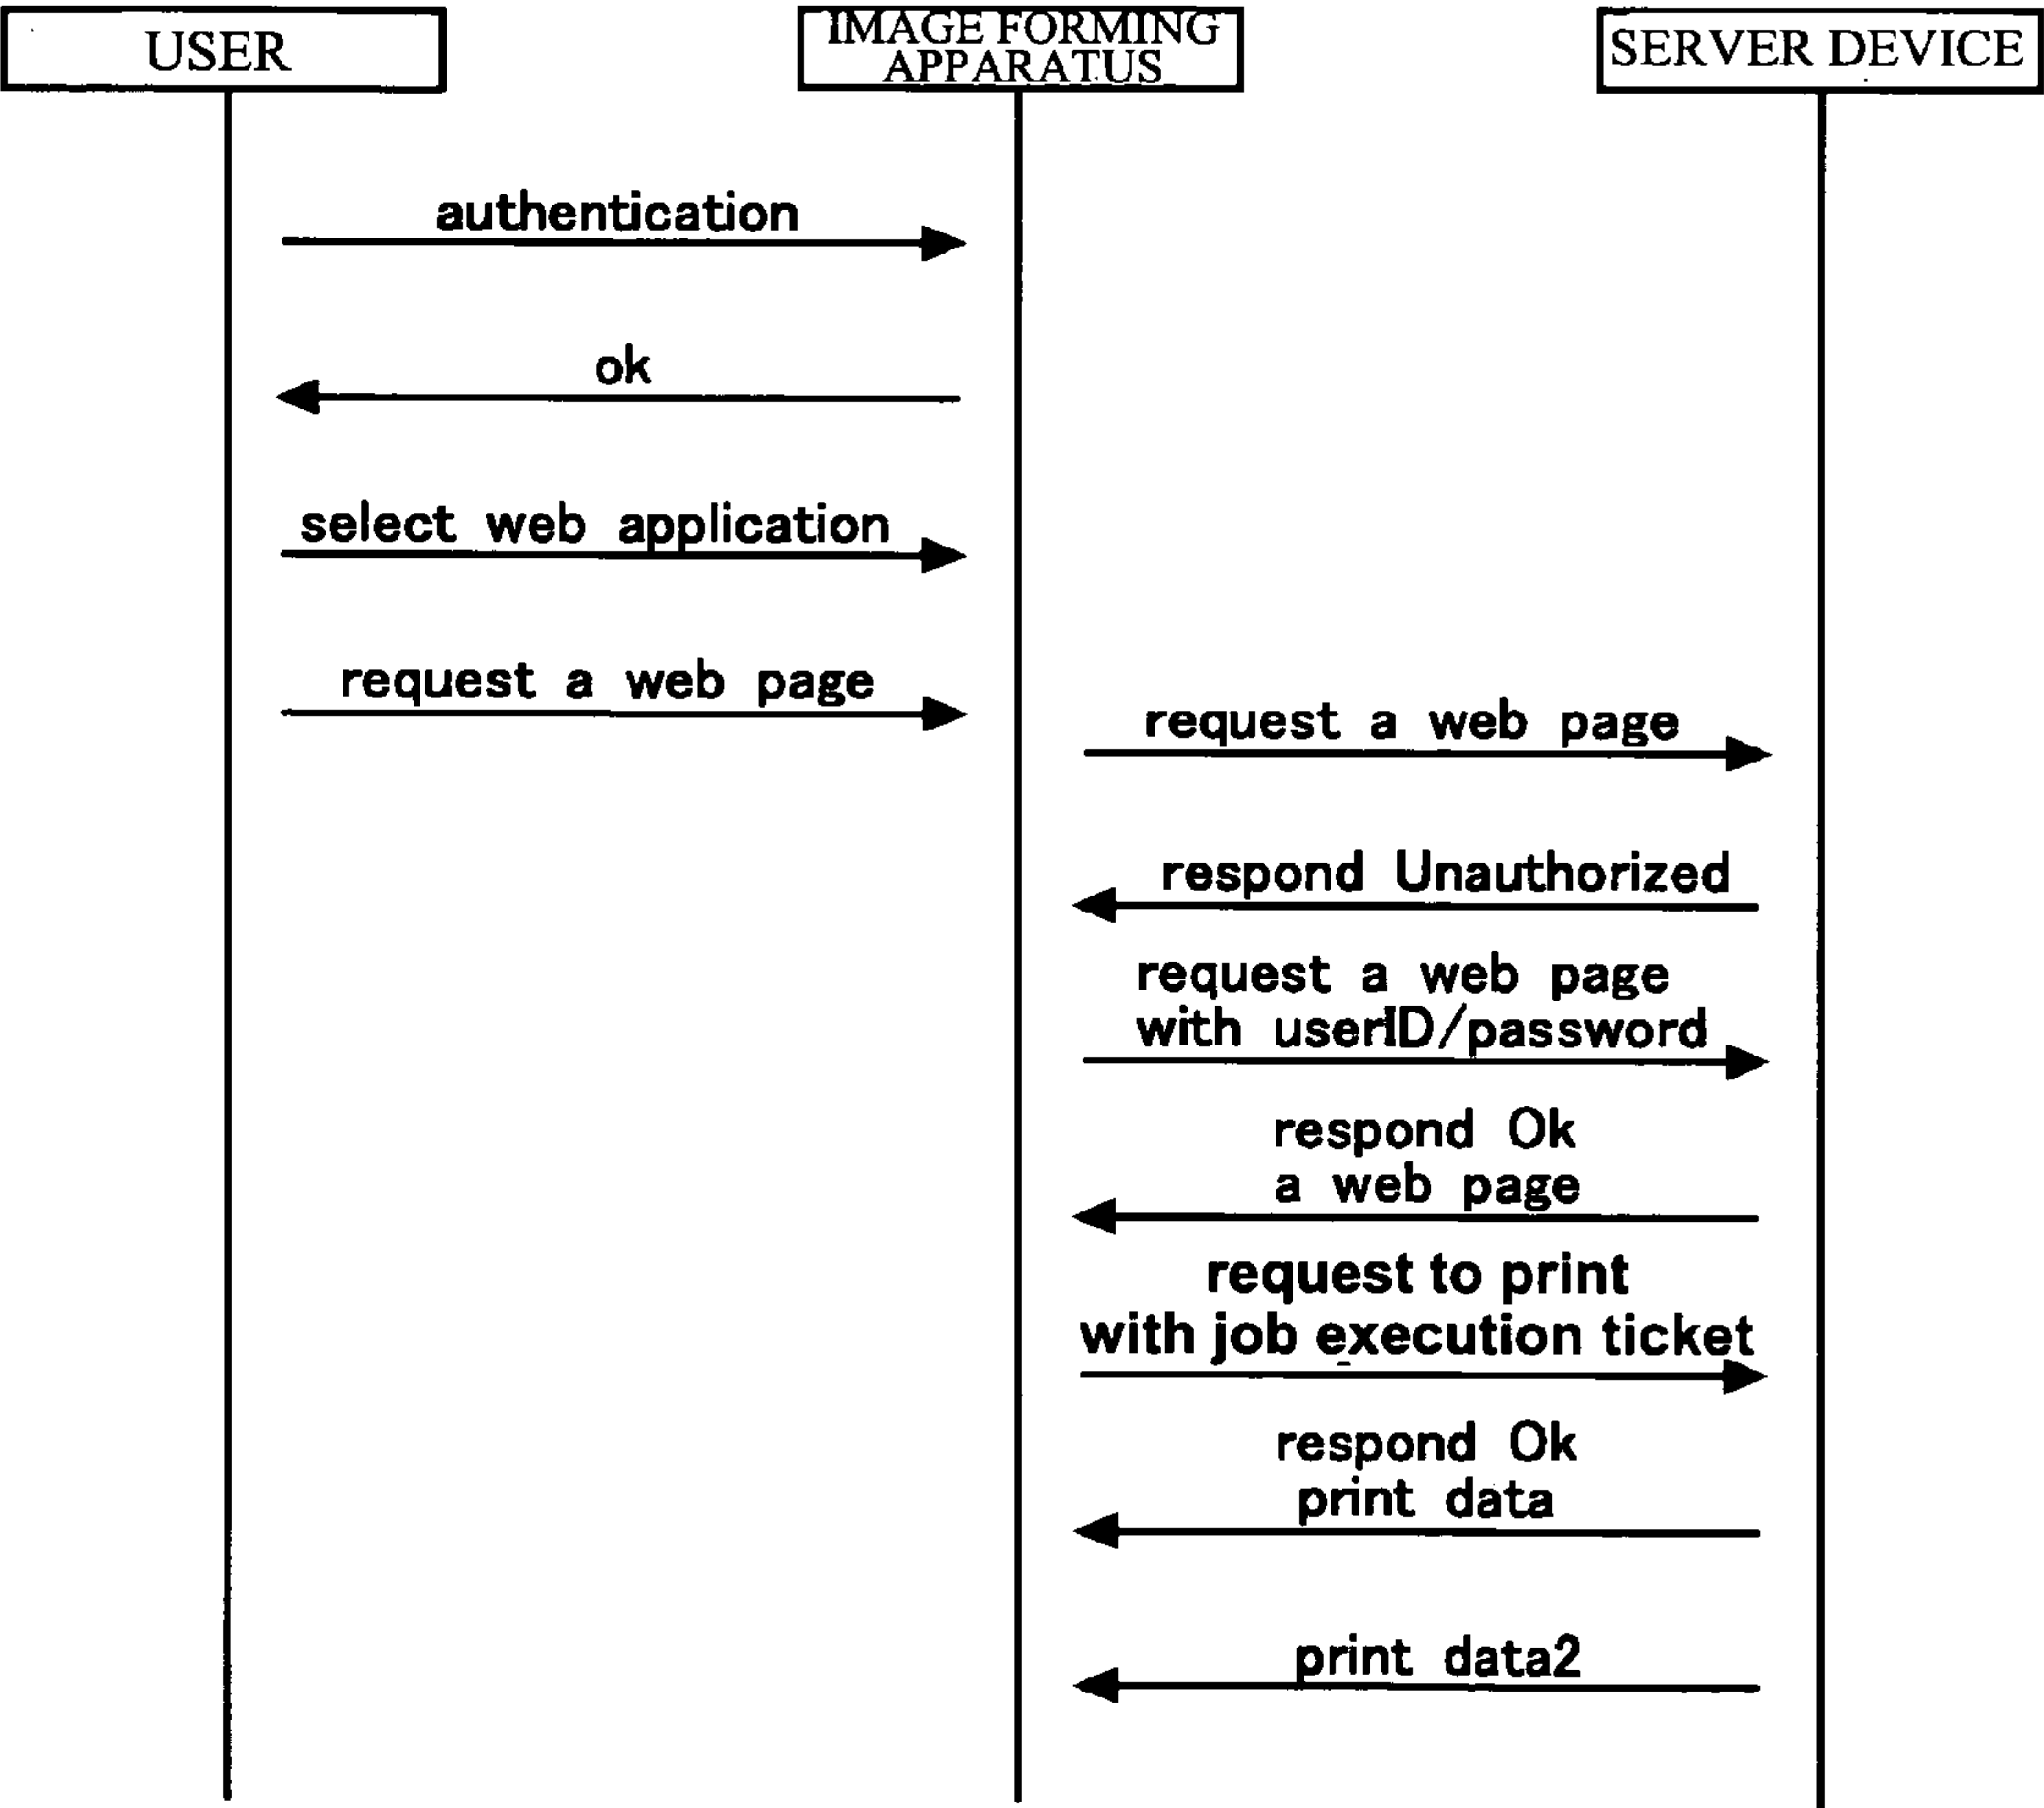 USER
IMAGE FORMING
APPARATUS
SERVER DEVICE
authentication
ok
select web application
request a web page
request a web page
respond Unauthorized
request a web page
with userID/password
respond Ok
a web page
request to print
with job execution ticket
respond Ok
print data
print data2